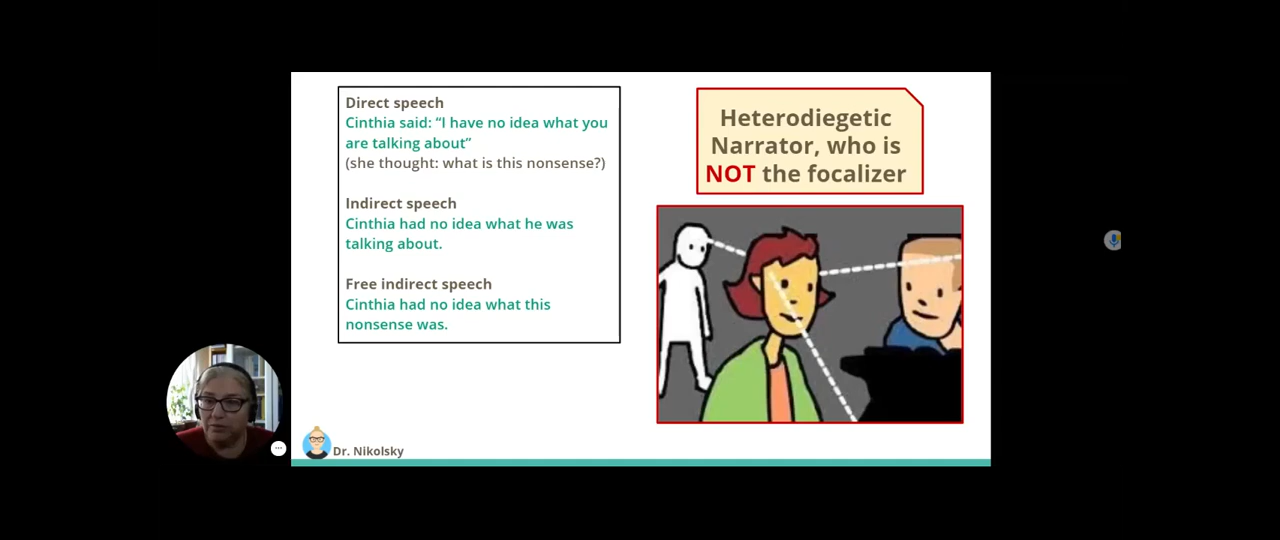 Direct speech
Cinthia said: “I have no idea what you
are talking about”
(she thought: what is this nonsense?)
Indirect speech
Cinthia had no idea what he was
talking about.
Free indirect speech
Cinthia had no idea what this
nonsense was.
Heterodiegetic
Narrator, who is
NOT the focalizer
Dr. Nikolsky